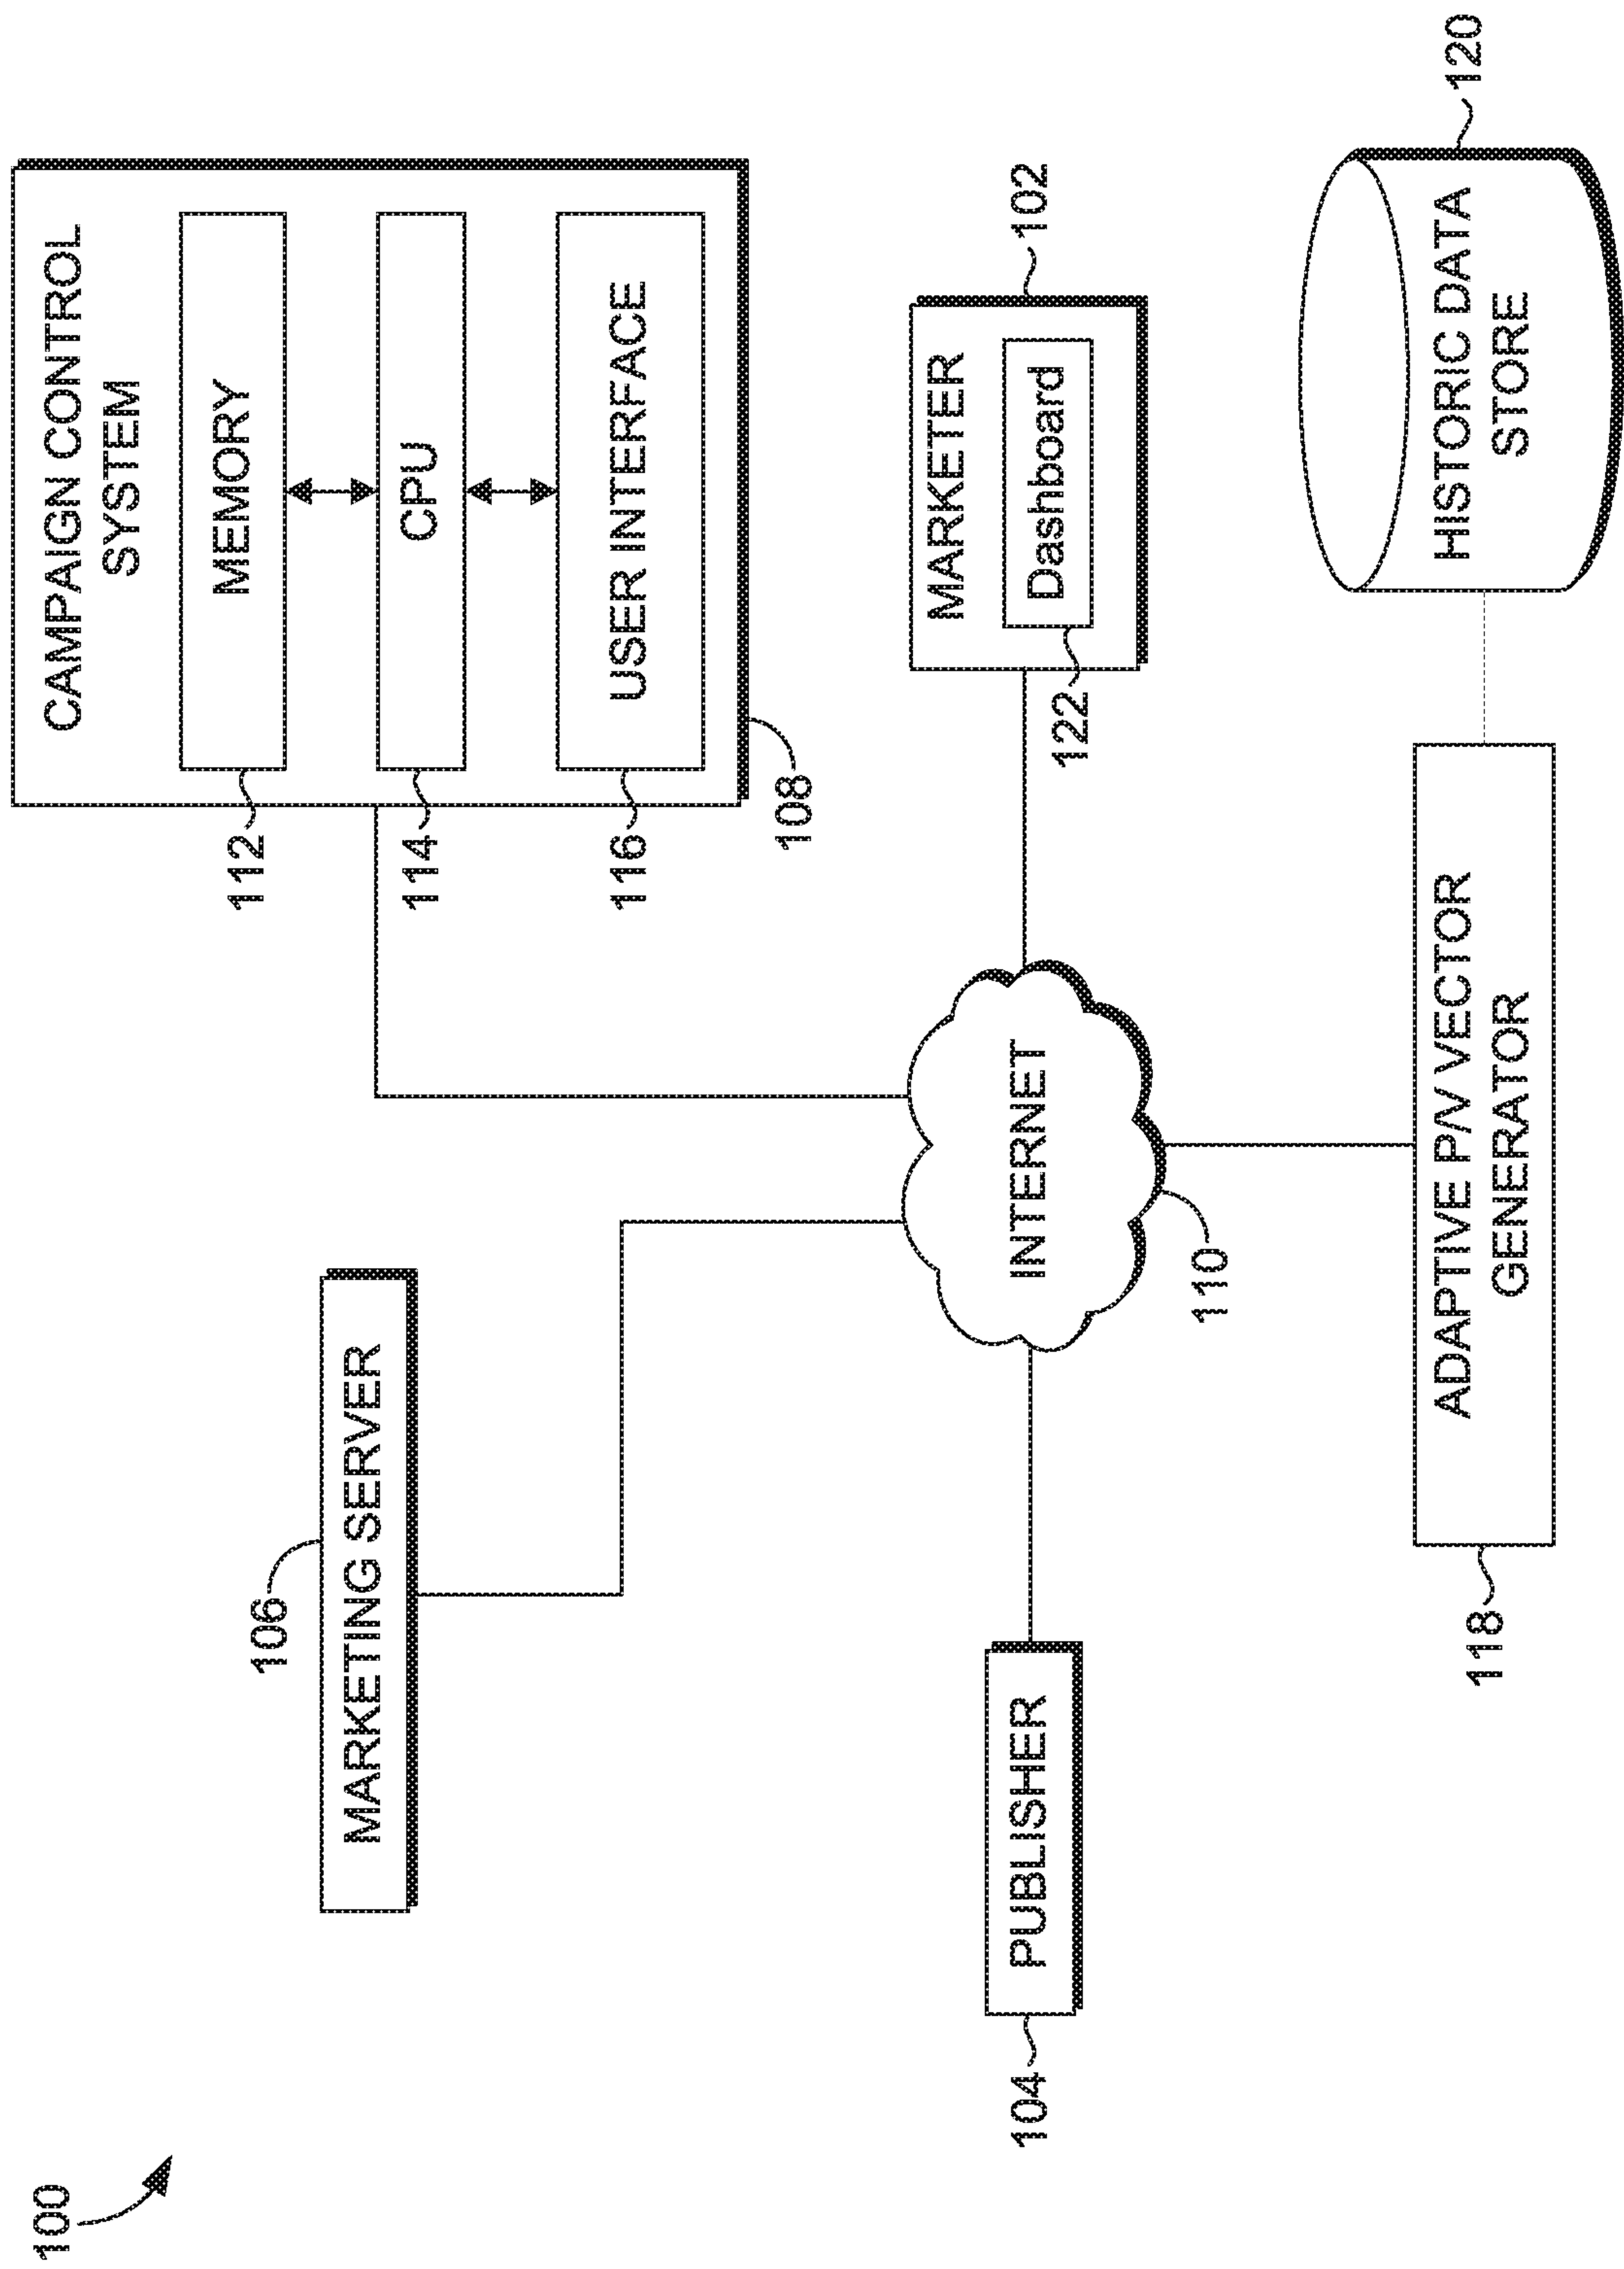 100
106
MARKETING SERVER
CAMPAIGN CONTROL
SYSTEM
MEMORY
112
CPU
114
USER INTERFACE
116
108
104
PUBLISHER
INTERNET
110
MARKETER
102
Dashboard
122
118
ADAPTIVE P/V VECTOR
GENERATOR
HISTORIC DATA
STORE
120